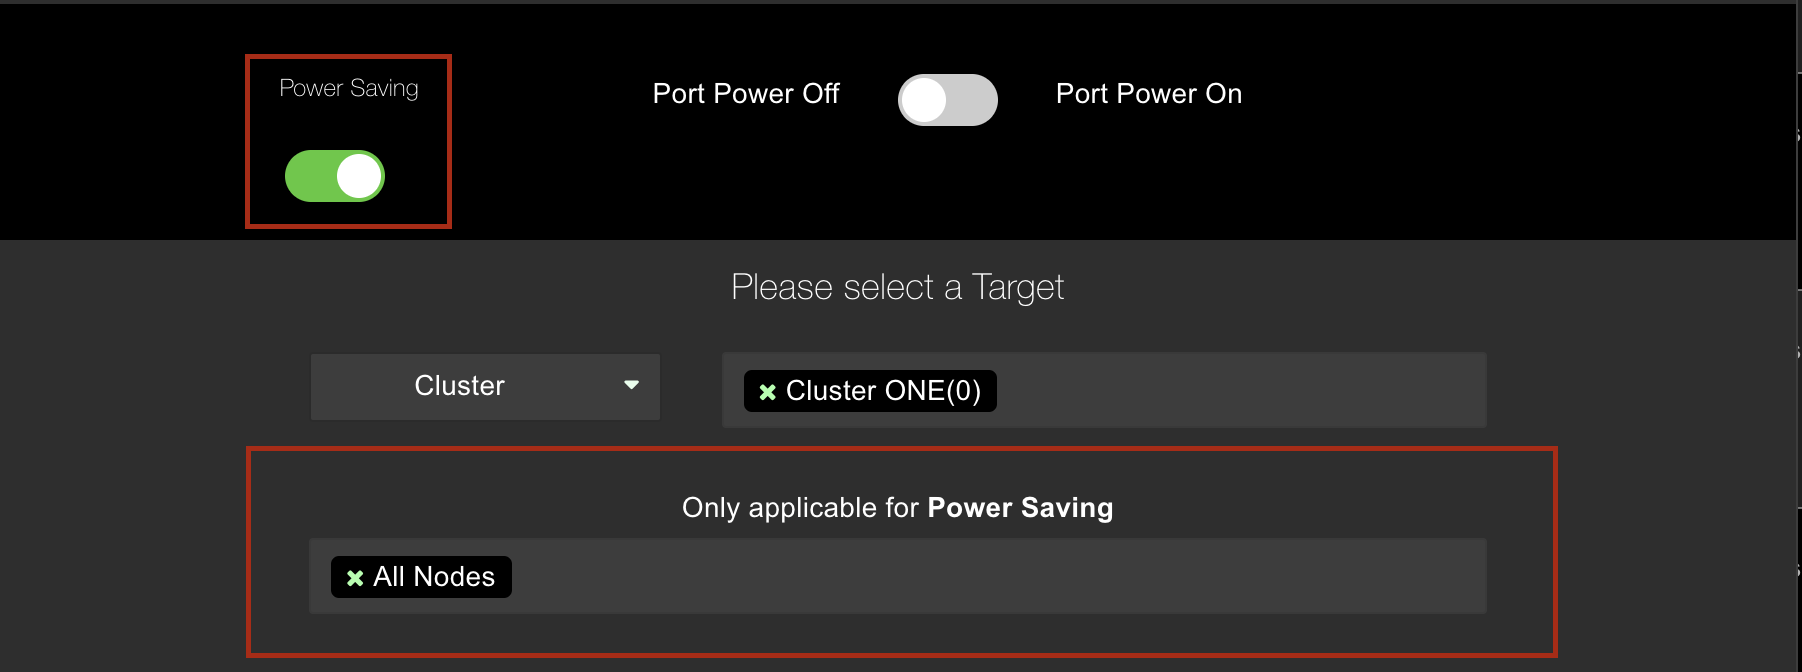 Power Saving
Port Power Off
Port Power On
Please select a Target
Cluster
Cluster ONE(0)
Only applicable for Power Saving
All Nodes